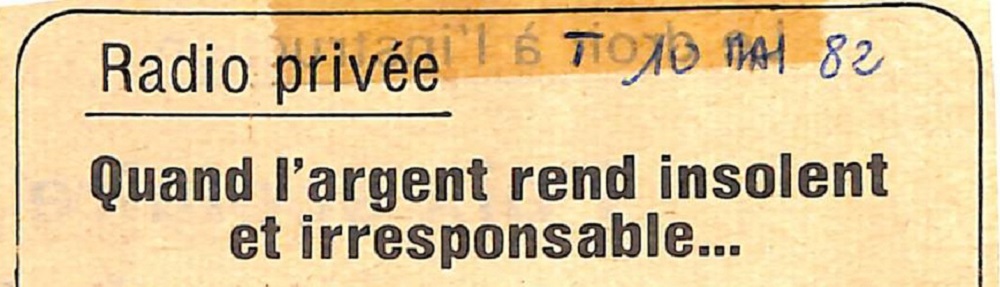 Radio privée T 10 MAI 82
Quand l'argent rend insolent
et irresponsable...